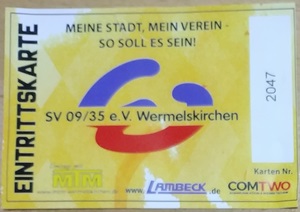 EINTRITTSKARTE
MEINE STADT, MEIN VEREIN -
SO SOLL ES SEIN!
SV 09/35 e.V. Wermelskirchen
2047
Karten Nr.
MTM
www.LAMBECK.de
COMTWO